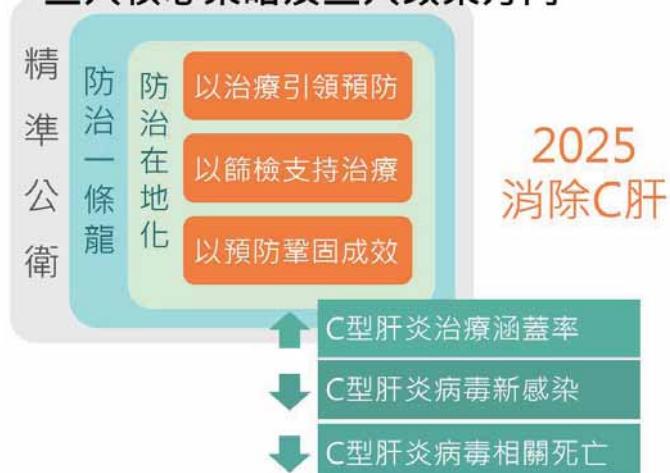 精準公衛
防治一條龍
防治在地化
以治療引領預防
以篩檢支持治療
以預防鞏固成效
2025
消除C肝
C型肝炎治療涵蓋率
C型肝炎病毒新感染
C型肝炎病毒相關死亡